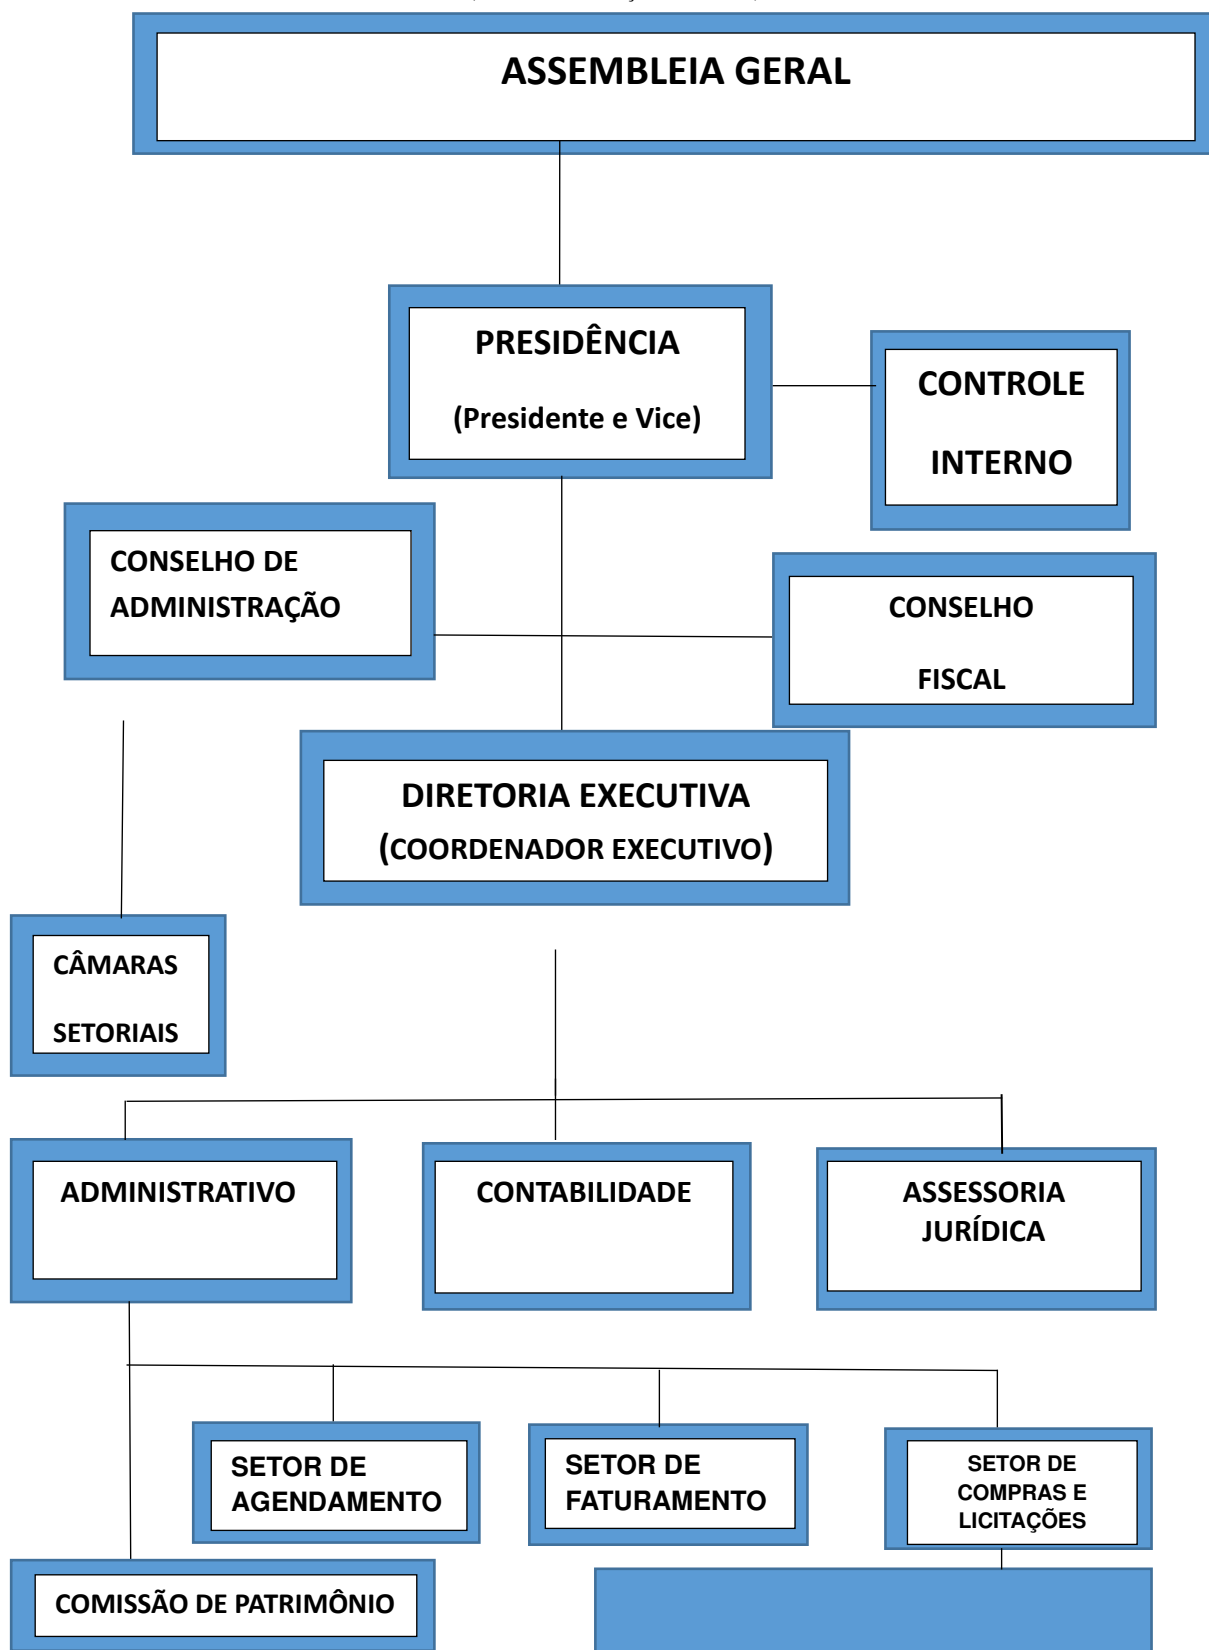 ASSEMBLEIA GERAL
PRESIDÊNCIA
(Presidente e Vice)
CONTROLE
INTERNO
CONSELHO DE
ADMINISTRAÇÃO
CONSELHO
FISCAL
DIRETORIA EXECUTIVA
(COORDENADOR EXECUTIVO)
CÂMARAS
SETORIAIS
ADMINISTRATIVO
CONTABILIDADE
ASSESSORIA
JURÍDICA
SETOR DE
AGENDAMENTO
SETOR DE
FATURAMENTO
SETOR DE
COMPRAS E
LICITAÇÕES
COMISSÃO DE PATRIMÔNIO